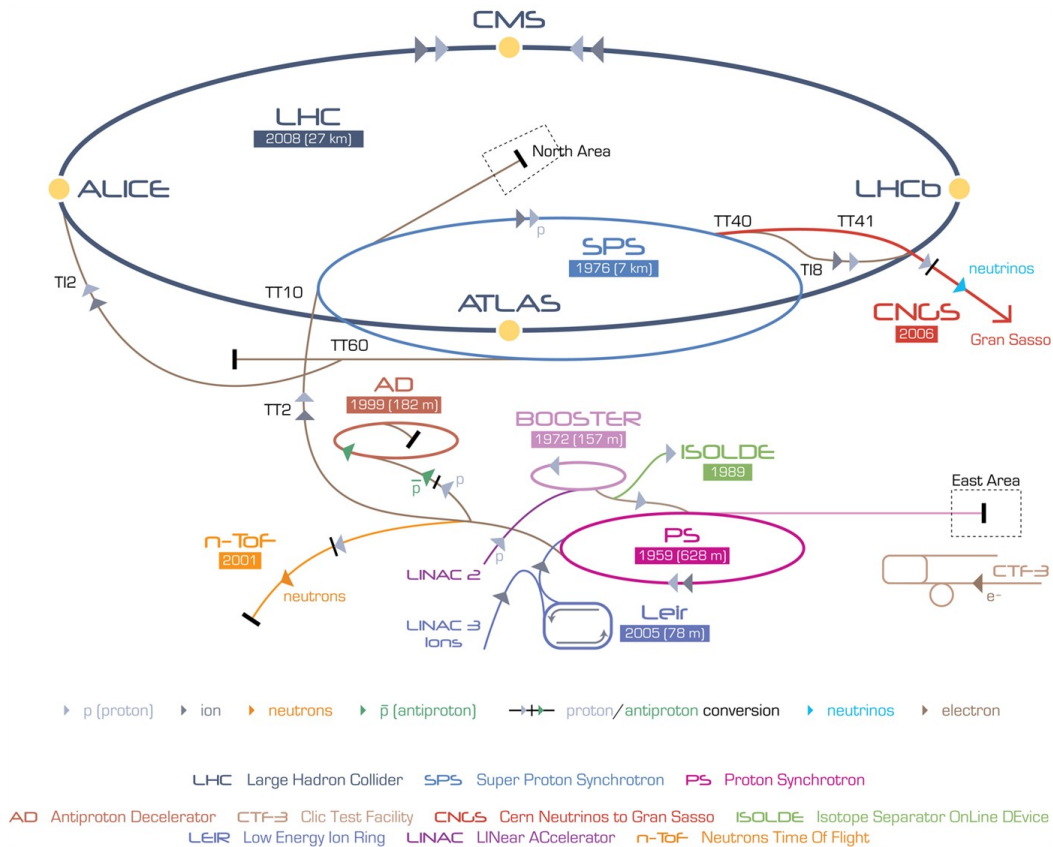 CMS
LHC
2008 (27 km)
North Area
ALICE
LHCb
TT40
TT41
p
SPS
1976 (7 km)
TI8
TI2
neutrinos
TT10
ATLAS
CNGS
2006
Gran Sasso
TT60
AD
1999 (182 m)
TT2
BOOSTER
1972 (157 m)
ISOLDE
1989
p̅
p
East Area
n-ToF
2001
PS
1959 (628 m)
p
LINAC 2
neutrons
CTF-3
e-
LINAC 3
Ions
Leir
2005 (78 m)
p (proton)
ion
neutrons
p̅ (antiproton)
proton/antiproton conversion
neutrinos
electron
LHC Large Hadron Collider
SPS Super Proton Synchrotron
PS Proton Synchrotron
AD Antiproton Decelerator
CTF-3 Clic Test Facility
CNGS Cern Neutrinos to Gran Sasso
ISOLDE Isotope Separator OnLine DEvice
LEIR Low Energy Ion Ring
LINAC LINear ACcelerator
n-ToF Neutrons Time Of Flight